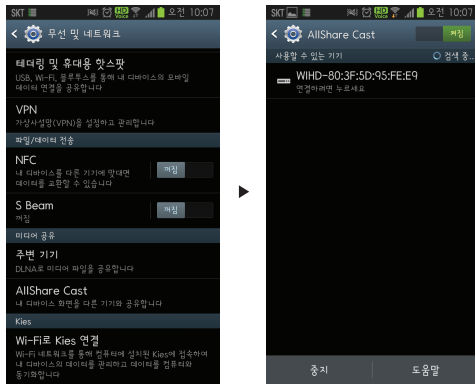 SKT HD Voice 오전 10:07
무선 및 네트워크
테더링 및 휴대용 핫스팟
USB, Wi-Fi, 블루투스를 통해 내 디바이스의 모바일
데이터 연결을 공유합니다
VPN
가상사설망(VPN)을 설정하고 관리합니다
파일/데이터 전송
NFC
내 디바이스를 다른 기기에 맞대면
데이터를 교환할 수 있습니다
꺼짐
S Beam
꺼짐
꺼짐
미디어 공유
주변 기기
DLNA로 미디어 파일을 공유합니다
AllShare Cast
내 디바이스 화면을 다른 기기와 공유합니다
Kies
Wi-Fi로 Kies 연결
Wi-Fi 네트워크를 통해 컴퓨터에 설치된 Kies에 접속하여
내 디바이스의 데이터를 관리하고 데이터를 컴퓨터와
동기화합니다
SKT HD Voice 오전 10:07
AllShare Cast
켜짐
사용할 수 있는 기기
검색 중..
WIHD-80:3F:5D:95:FE:E9
연결하려면 누르세요
중지
도움말